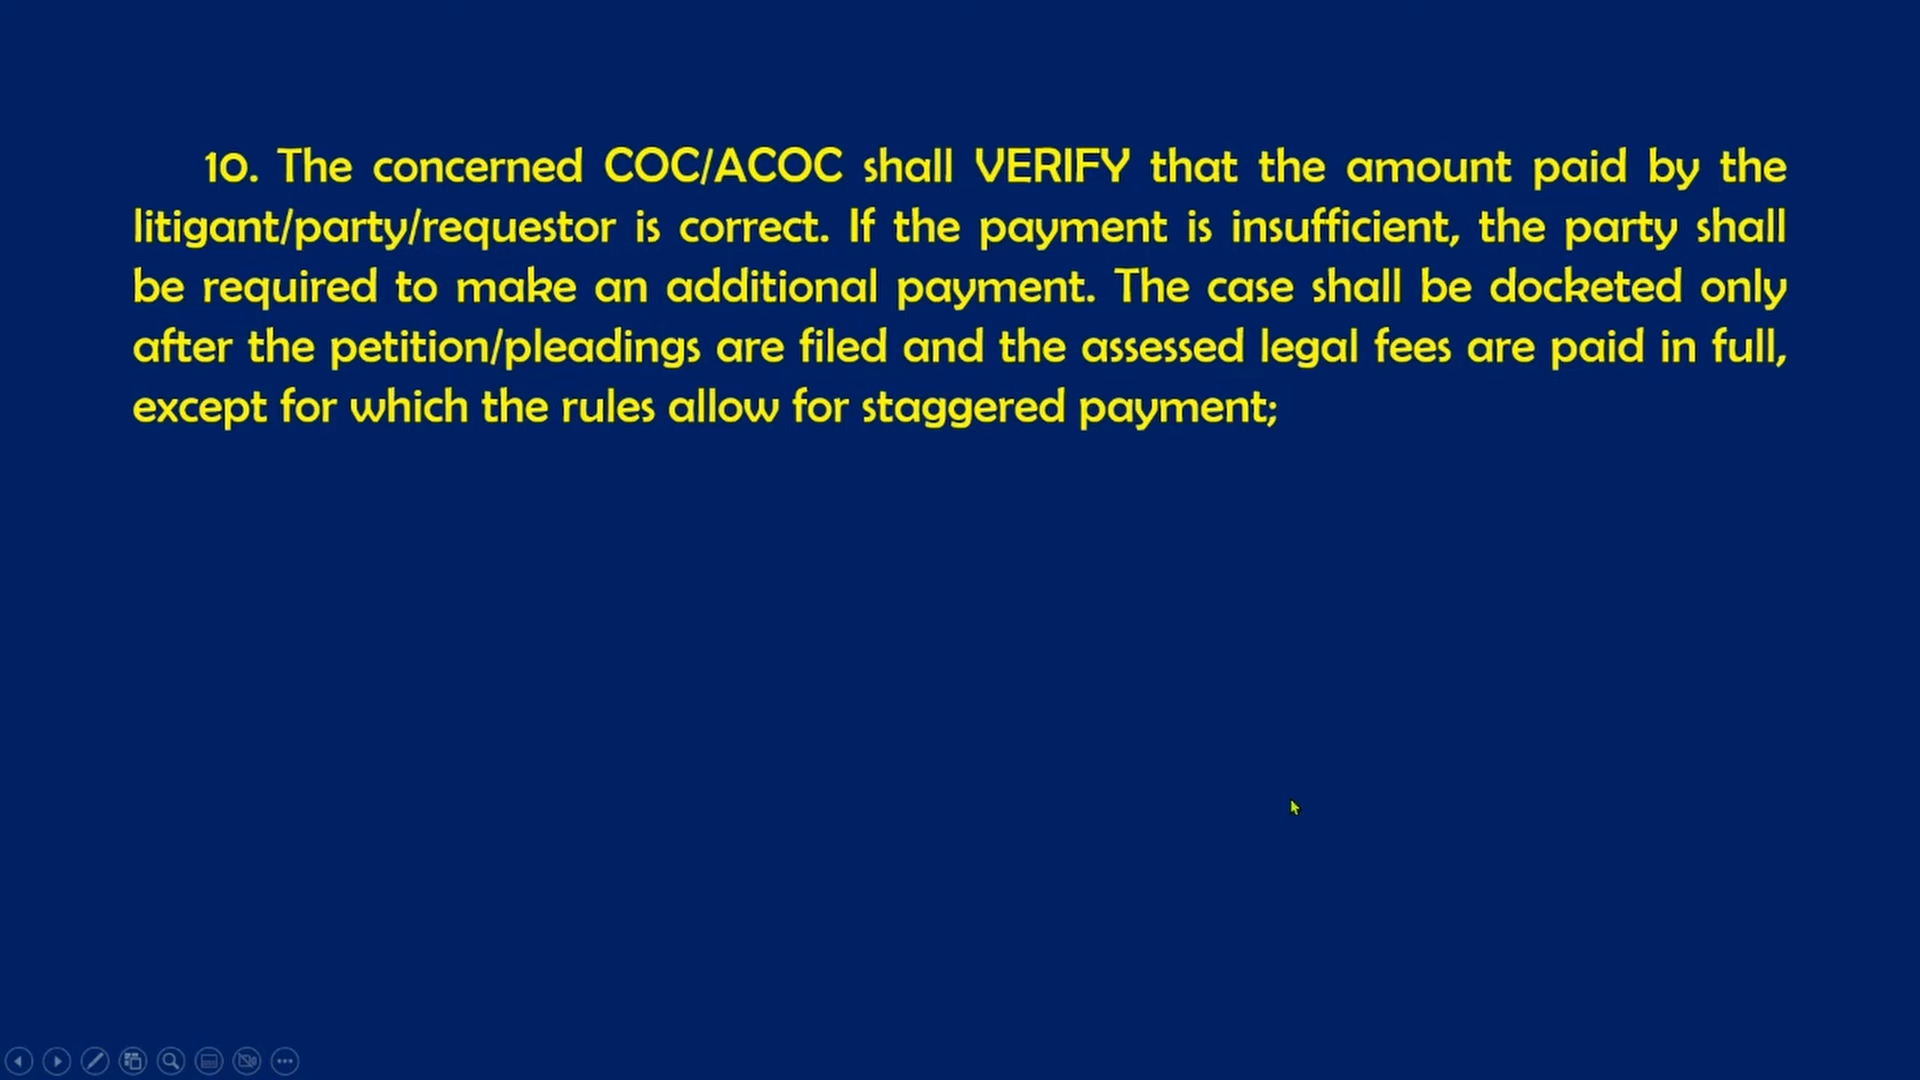 10. The concerned COC/ACOC shall VERIFY that the amount paid by the
litigant/party/requestor is correct. If the payment is insufficient, the party shall
be required to make an additional payment. The case shall be docketed only
after the petition/pleadings are filed and the assessed legal fees are paid in full,
except for which the rules allow for staggered payment;